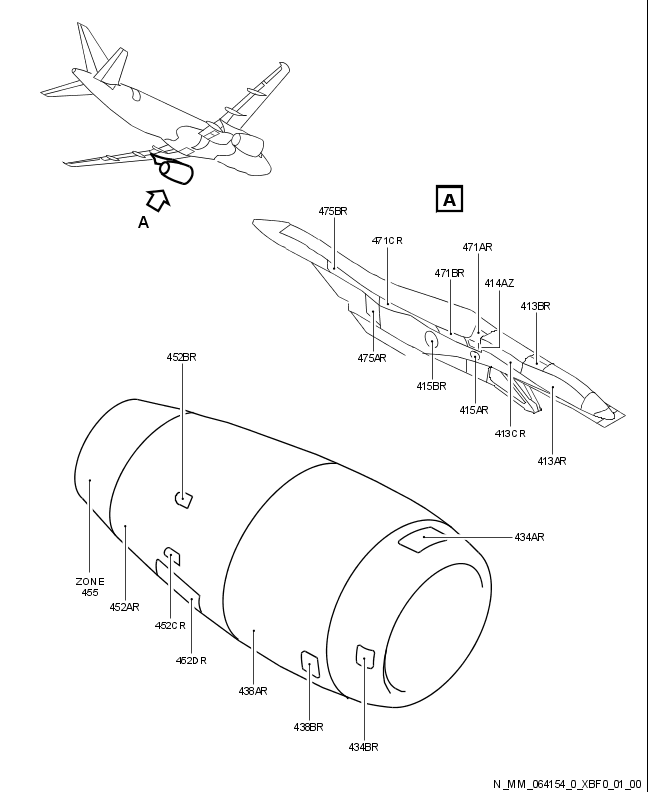 A
A
475BR
471CR
471AR
471BR
414AZ
413BR
475AR
452BR
415BR
415AR
413CR
413AR
434AR
ZONE
455
452AR
452CR
452DR
438AR
438BR
434BR
N_MM_064154_0_XBF0_01_00